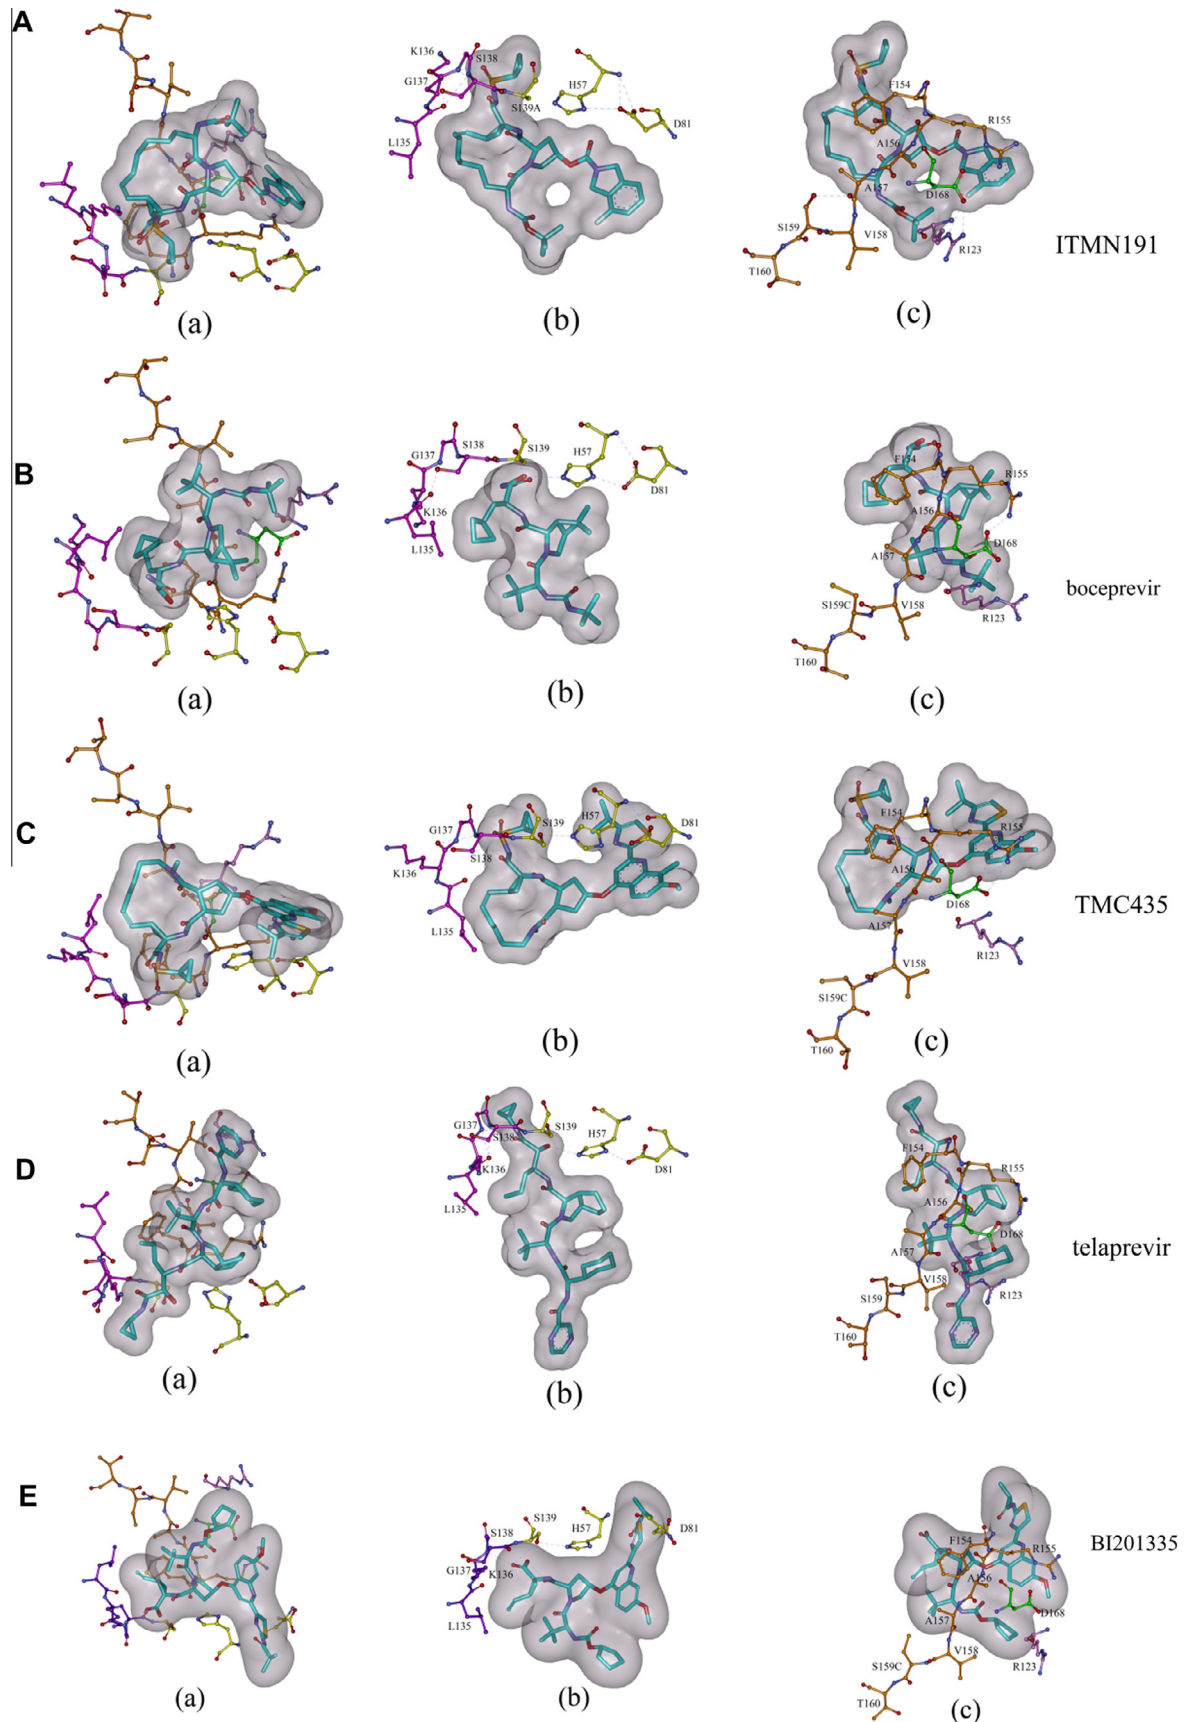 A
K136
S138
G137
H57
S139A
D81
L135
F154
R155
A156
A157
D168
S159
V158
R123
T160
ITMN191
(a)
(b)
(c)
B
G137
S138
S139
H57
D81
K136
L135
F154
R155
A156
D168
A157
S159C
V158
R123
T160
boceprevir
(a)
(b)
(c)
C
G137
S139
H57
D81
S138
K136
L135
F154
R155
A156
D168
A157
R123
V158
S159C
T160
TMC435
(a)
(b)
(c)
D
G137
S139
H57
S138
D81
K136
L135
F154
R155
A156
D168
A157
V158
R123
S159
T160
telaprevir
(a)
(b)
(c)
E
S139
H57
D81
S138
G137
K136
L135
F154
R155
A156
D168
A157
V158
R123
S159C
T160
BI201335
(a)
(b)
(c)